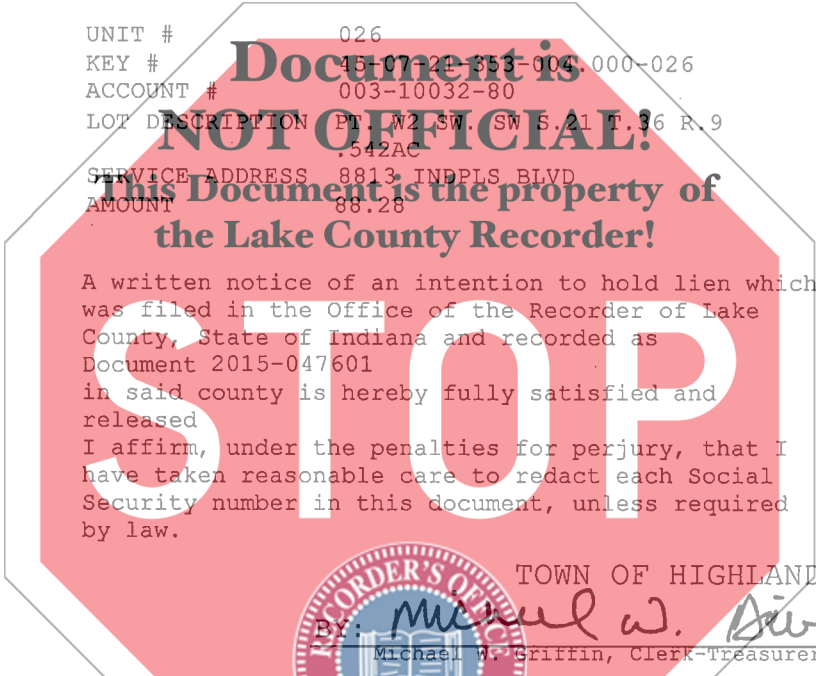 UNIT # 026
KEY # 45-07-21-353-004.000-026
ACCOUNT # 003-10032-80
LOT DESCRIPTION PT. W2 SW. SW S.21 T.36 R.9
.542AC
SERVICE ADDRESS 8813 INDPLS BLVD
AMOUNT 88.28
Document is
NOT OFFICIAL!
This Document is the property of
the Lake County Recorder!
A written notice of an intention to hold lien which
was filed in the Office of the Recorder of Lake
County, State of Indiana and recorded as
Document 2015-047601
in said county is hereby fully satisfied and
released
I affirm, under the penalties for perjury, that I
have taken reasonable care to redact each Social
Security number in this document, unless required
by law.
STOP
TOWN OF HIGHLAND
RECORDER'S OFFICE
BY: Michael W.
Michael W. Griffin, Clerk-Treasurer